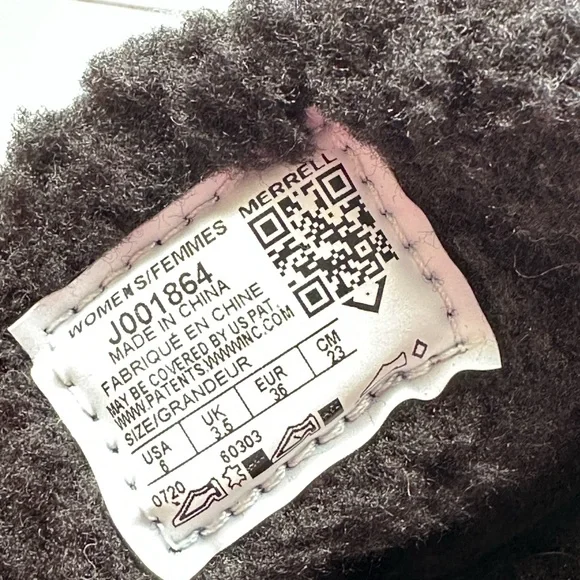 MERRELL
WOMENS/FEMMES
J001864
MADE IN CHINA
FABRIQUÉ EN CHINE
MAY BE COVERED BY US PAT.
WWW.PATENTS.WWWINC.COM
SIZE/GRANDEUR
USA UK EUR CM
6 3.5 36 23
0720 60303